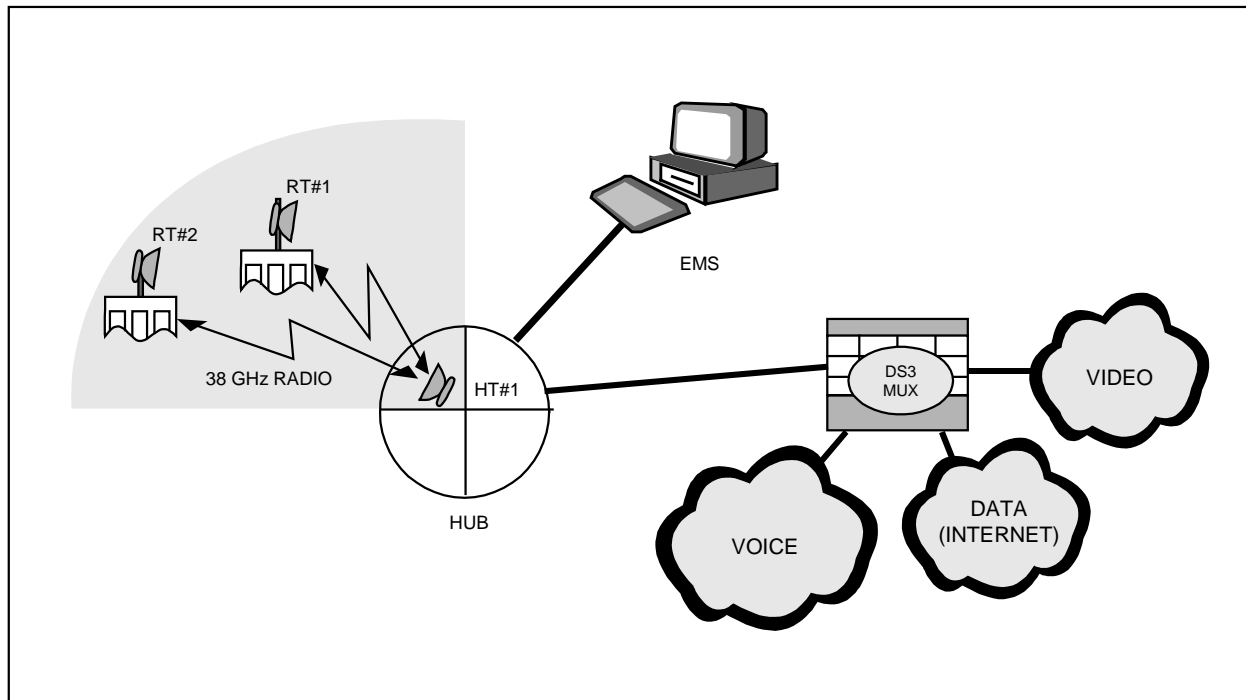 RT#1
RT#2
EMS
38 GHz RADIO
HT#1
DS3
MUX
VIDEO
HUB
VOICE
DATA
(INTERNET)